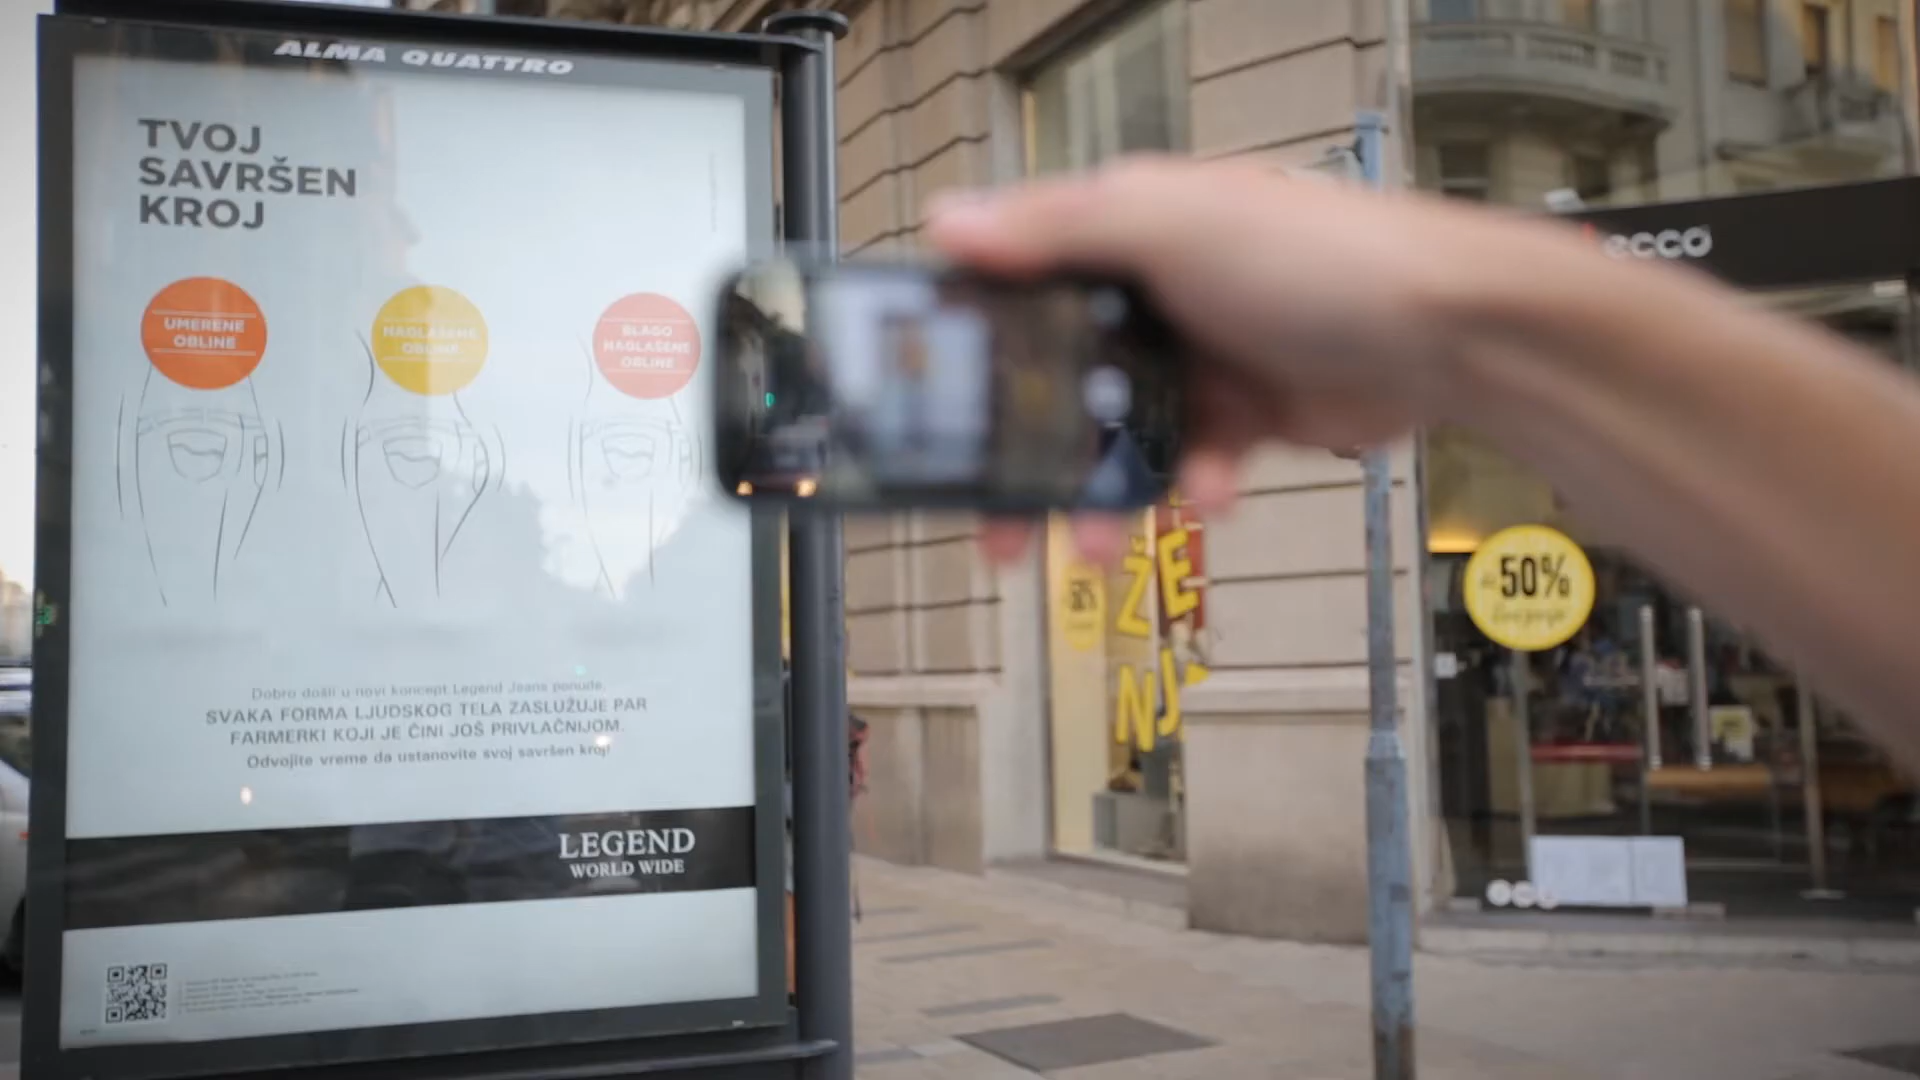 ALMA QUATTRO
TVOJ
SAVRŠEN
KROJ
UMERENE
OBLINE
NAGLAŠENE
OBLINE
BLAGO
NAGLAŠENE
OBLINE
Dobro došli u novi koncept Legend Jeans ponude.
SVAKA FORMA LJUDSKOG TELA ZASLUŽUJE PAR
FARMERKI KOJI JE ČINI JOŠ PRIVLAČNIJOM.
Odvojite vreme da ustanovite svoj savršen kroj!
LEGEND
WORLD WIDE
ecco
ŽE
NJ
50%